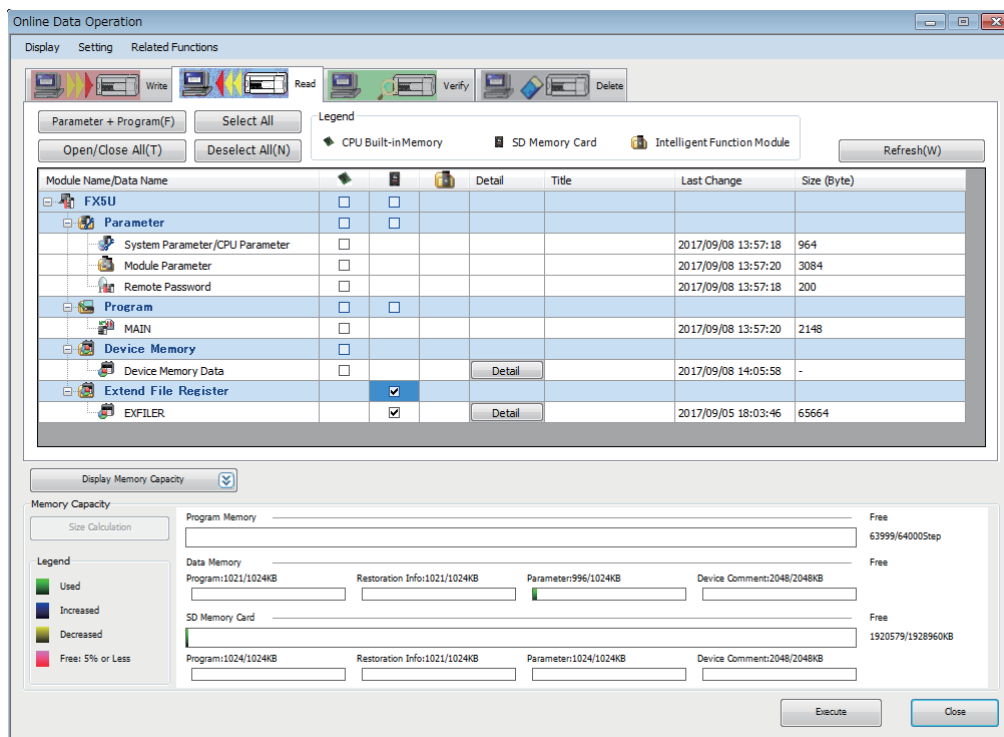 Online Data Operation
Display Setting Related Functions
Write Read Verify Delete
Parameter + Program(F) Select All
Legend
CPU Built-inMemory SD Memory Card Intelligent Function Module
Open/Close All(T) Deselect All(N) Refresh(W)
Module Name/Data Name Detail Title Last Change Size (Byte)
FX5U
Parameter
System Parameter/CPU Parameter 2017/09/08 13:57:18 964
Module Parameter 2017/09/08 13:57:20 3084
Remote Password 2017/09/08 13:57:18 200
Program
MAIN 2017/09/08 13:57:20 2148
Device Memory
Device Memory Data Detail 2017/09/08 14:05:58 -
Extend File Register
EXFILER Detail 2017/09/05 18:03:46 65664
Display Memory Capacity
Memory Capacity
Size Calculation
Legend
Used
Increased
Decreased
Free: 5% or Less
Program Memory Free
63999/64000Step
Data Memory Free
Program:1021/1024KB Restoration Info:1021/1024KB Parameter:996/1024KB Device Comment:2048/2048KB
SD Memory Card Free
1920579/1928960KB
Program:1024/1024KB Restoration Info:1021/1024KB Parameter:1024/1024KB Device Comment:2048/2048KB
Execute Close